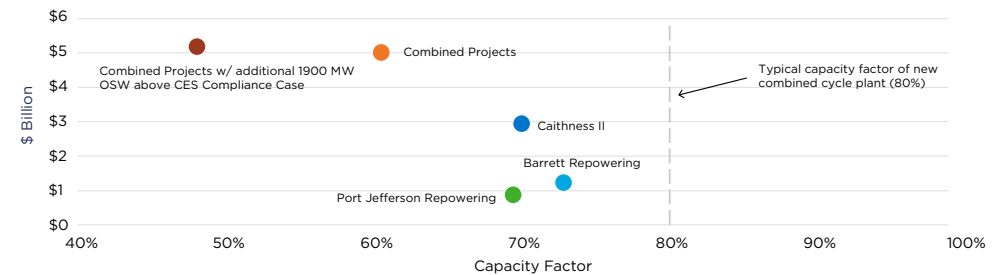 $6
$5
Combined Projects
Combined Projects w/ additional 1900 MW
OSW above CES Compliance Case
Typical capacity factor of new
combined cycle plant (80%)
$4
$ Billion
$3
Caithness II
$2
Barrett Repowering
$1
Port Jefferson Repowering
$0
40%
50%
60%
70%
80%
90%
100%
Capacity Factor